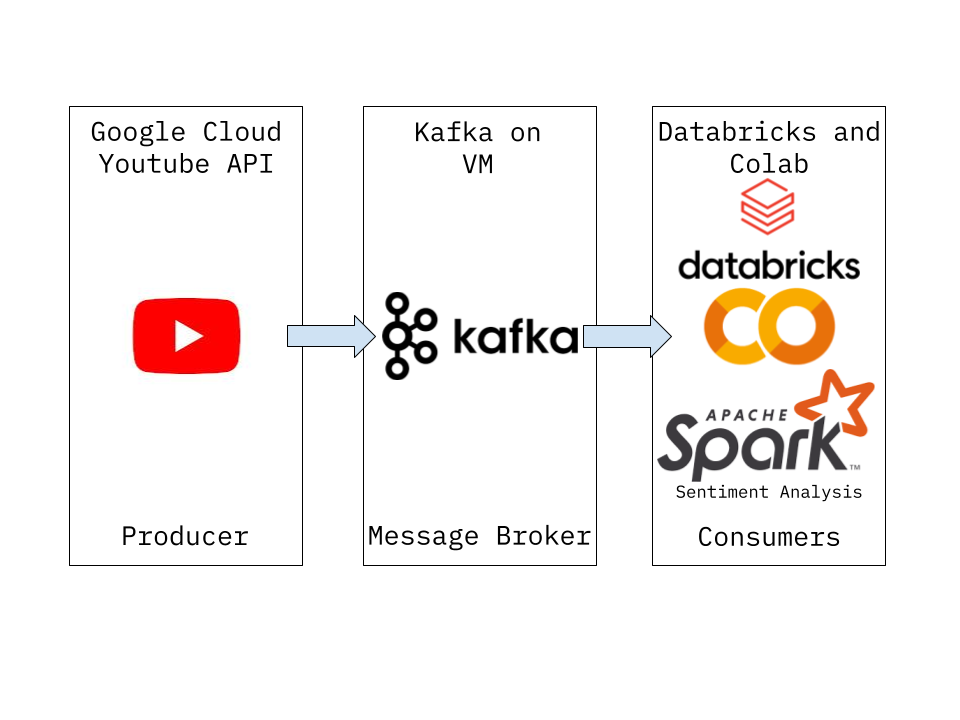 Google Cloud
Youtube API
Producer
Kafka on
VM
kafka
Message Broker
Databricks and
Colab
databricks
APACHE
Spark™
Sentiment Analysis
Consumers